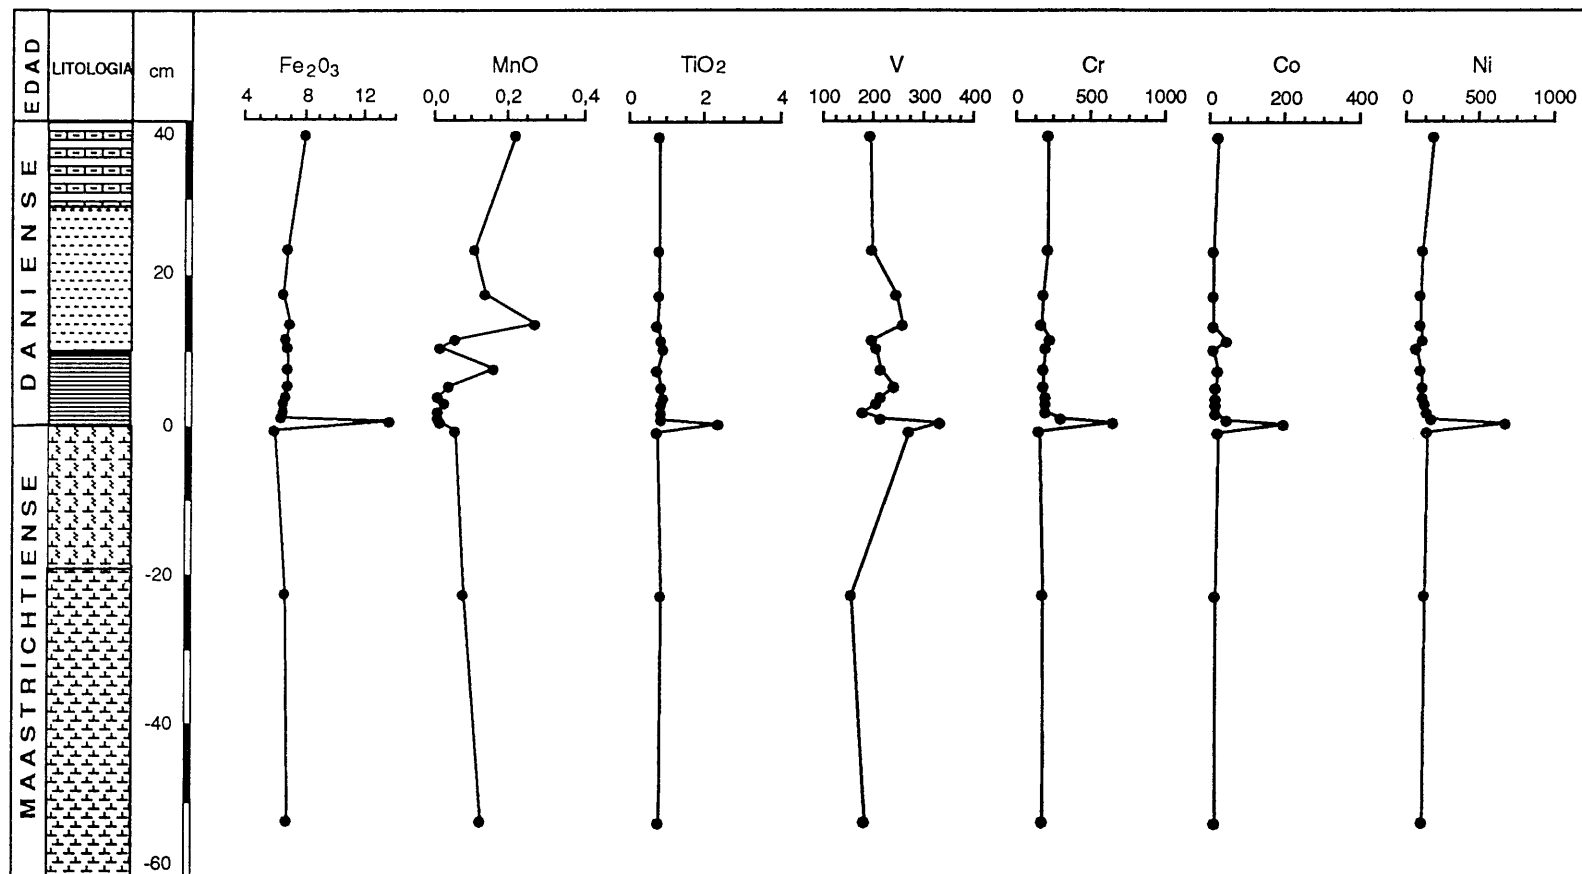 EDAD
LITOLOGIA
cm
Fe2O3
MnO
TiO2
V
Cr
Co
Ni
4 8 12
0,0 0,2 0,4
0 2 4
100 200 300 400
0 500 1000
0 200 400
0 500 1000
DANIENSE
MAASTRICHTIENSE
40
20
0
-20
-40
-60